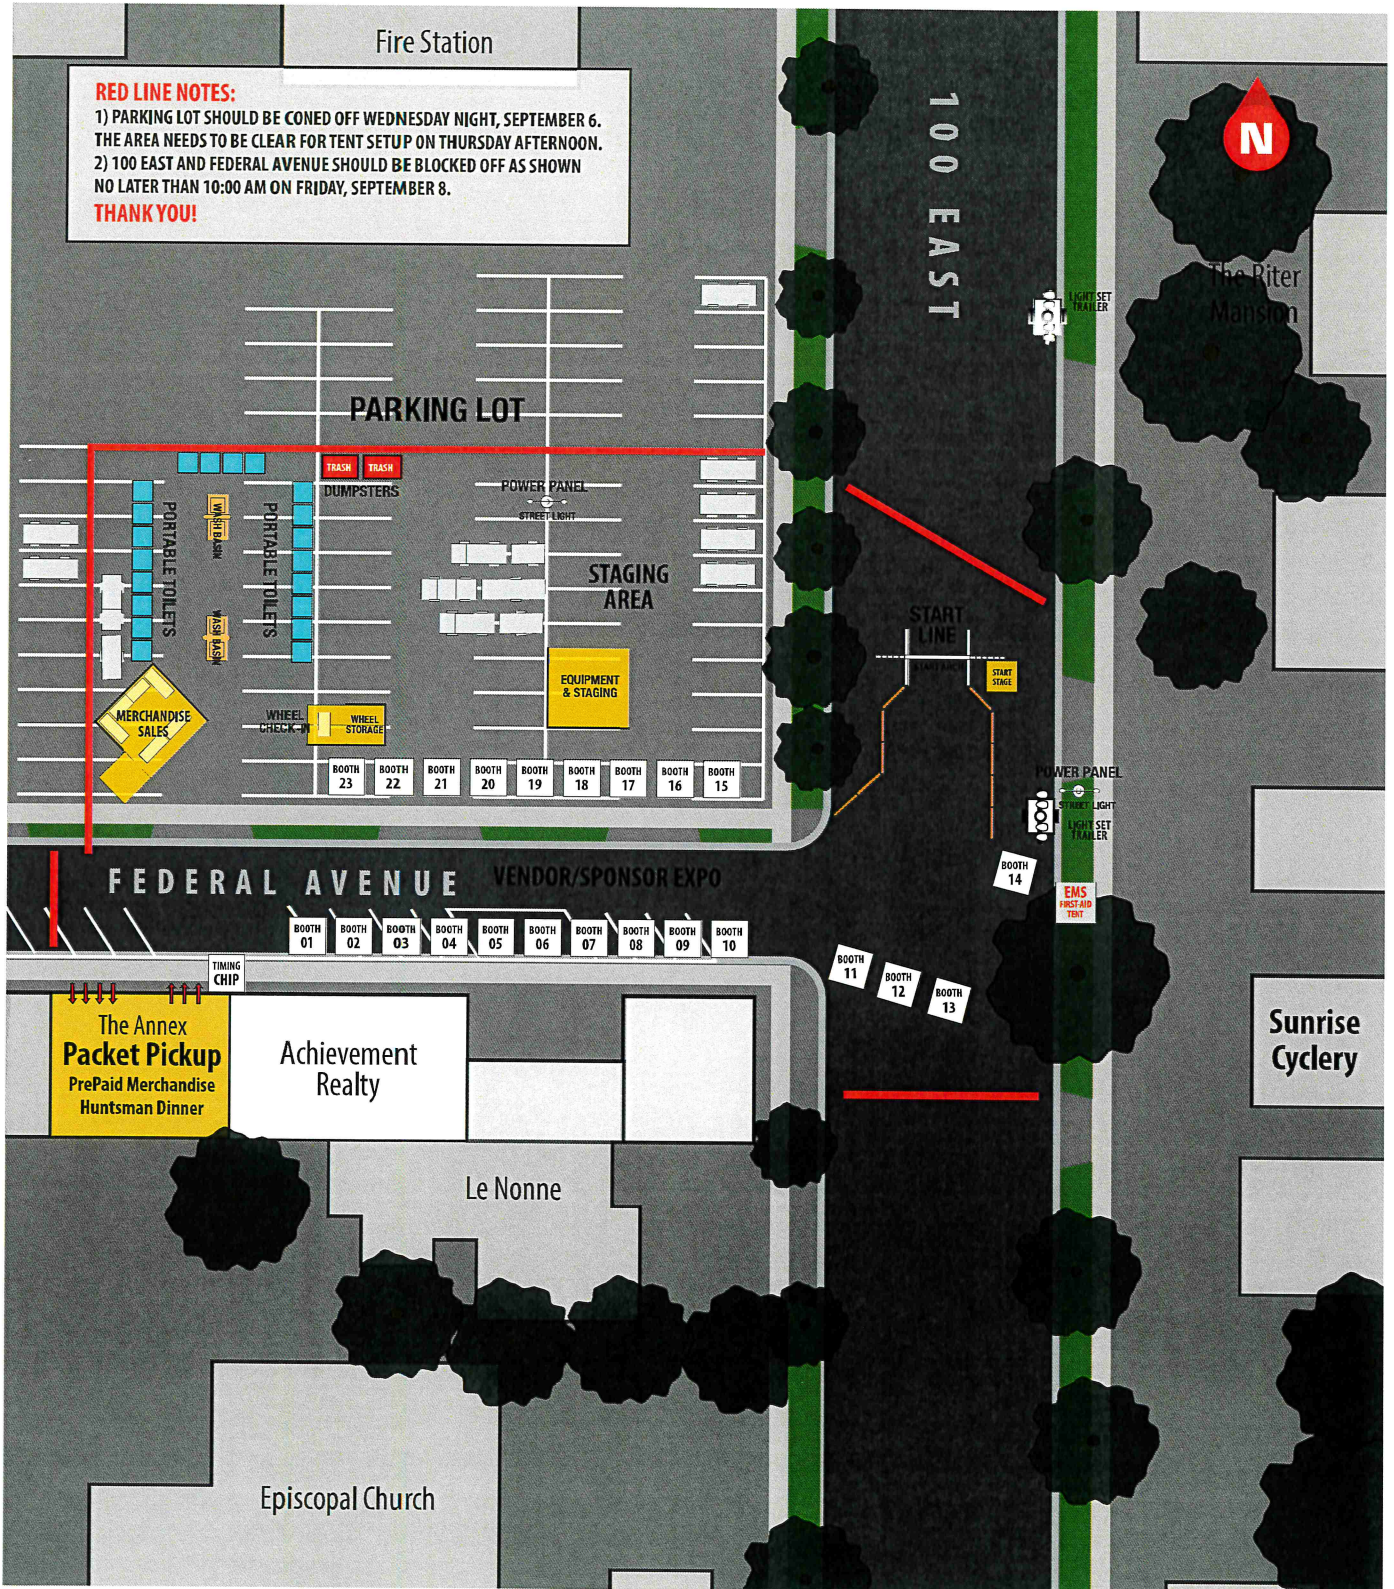 Fire Station
RED LINE NOTES:
1) PARKING LOT SHOULD BE CONED OFF WEDNESDAY NIGHT, SEPTEMBER 6.
THE AREA NEEDS TO BE CLEAR FOR TENT SETUP ON THURSDAY AFTERNOON.
2) 100 EAST AND FEDERAL AVENUE SHOULD BE BLOCKED OFF AS SHOWN
NO LATER THAN 10:00 AM ON FRIDAY, SEPTEMBER 8.
THANK YOU!
100 EAST
N
The Riter
Mansion
LIGHT SET
TRAILER
PARKING LOT
TRASH
TRASH
DUMPSTERS
POWER PANEL
STREET LIGHT
PORTABLE TOILETS
WASH BASIN
WASH BASIN
PORTABLE TOILETS
STAGING
AREA
START
LINE
START ARCH
START
STAGE
EQUIPMENT
& STAGING
MERCHANDISE
SALES
WHEEL
CHECK-IN
WHEEL
STORAGE
BOOTH
23
BOOTH
22
BOOTH
21
BOOTH
20
BOOTH
19
BOOTH
18
BOOTH
17
BOOTH
16
BOOTH
15
POWER PANEL
STREET LIGHT
LIGHT SET
TRAILER
BOOTH
14
EMS
FIRST-AID
TENT
FEDERAL AVENUE
VENDOR/SPONSOR EXPO
BOOTH
01
BOOTH
02
BOOTH
03
BOOTH
04
BOOTH
05
BOOTH
06
BOOTH
07
BOOTH
08
BOOTH
09
BOOTH
10
BOOTH
11
BOOTH
12
BOOTH
13
TIMING
CHIP
The Annex
Packet Pickup
PrePaid Merchandise
Huntsman Dinner
Achievement
Realty
Sunrise
Cyclery
Le Nonne
Episcopal Church